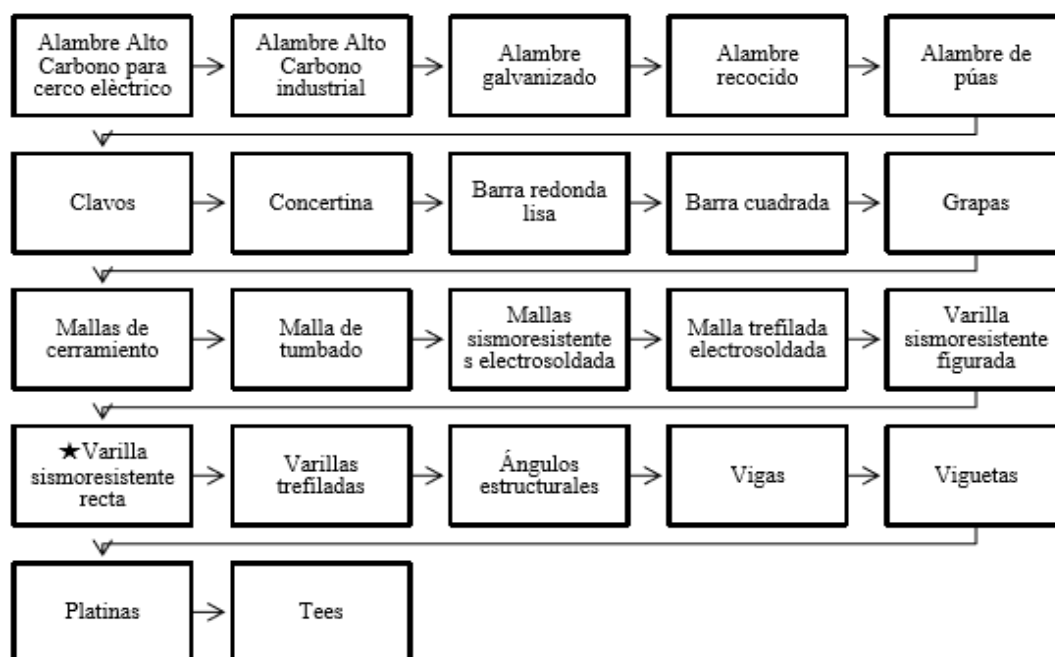 Alambre Alto
Carbono para
cerco elèctrico
Alambre Alto
Carbono
industrial
Alambre
galvanizado
Alambre
recocido
Alambre de
púas
Clavos
Concertina
Barra redonda
lisa
Barra cuadrada
Grapas
Mallas de
cerramiento
Malla de
tumbado
Mallas
sismoresistente
s electrosoldada
Malla trefilada
electrosoldada
Varilla
sismoresistente
figurada
★Varilla
sismoresistente
recta
Varillas
trefiladas
Ángulos
estructurales
Vigas
Viguetas
Platinas
Tees